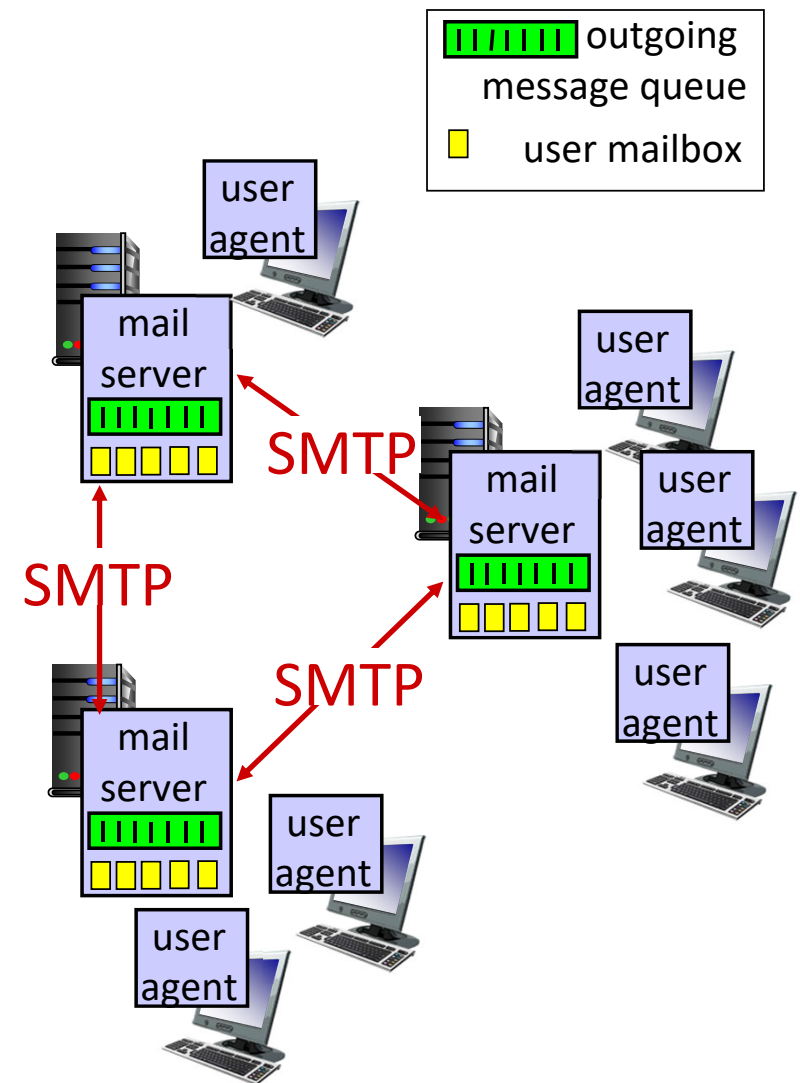 outgoing
message queue
user mailbox
user
agent
mail
server
SMTP
user
agent
mail
server
user
agent
SMTP
SMTP
user
agent
mail
server
user
agent
user
agent